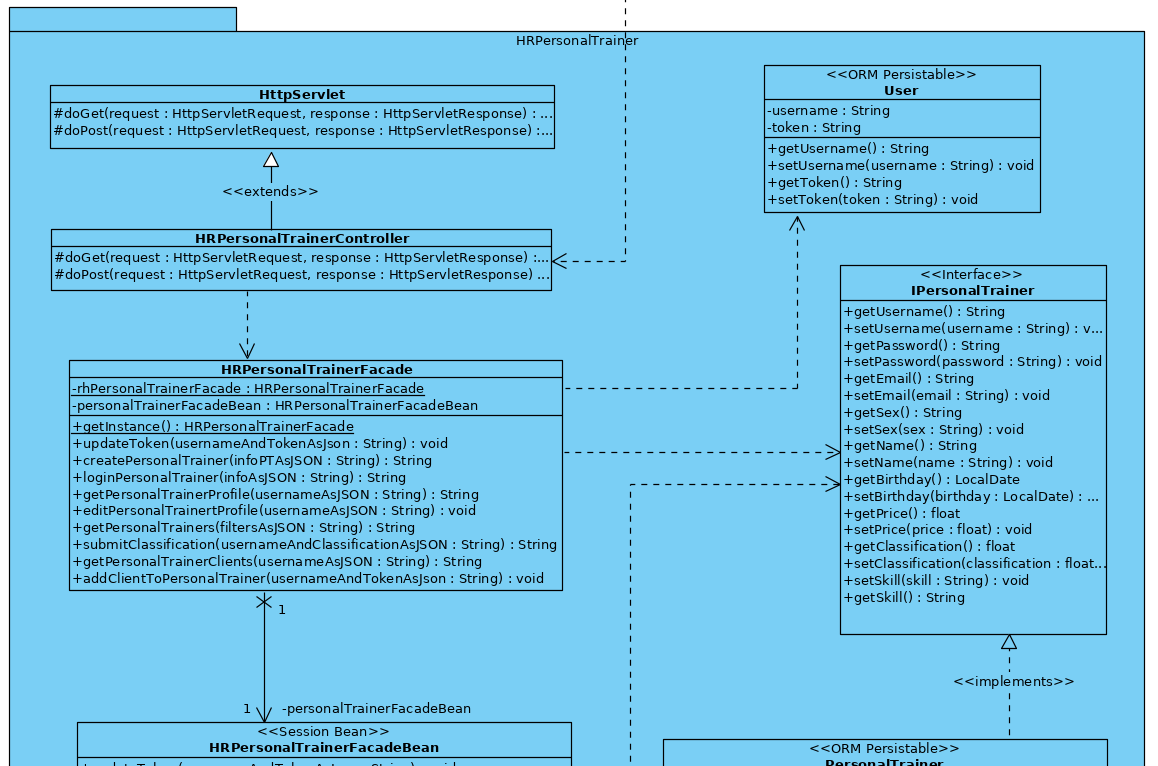 HRPersonalTrainer
HttpServlet
#doGet(request : HttpServletRequest, response : HttpServletResponse) : ...
#doPost(request : HttpServletRequest, response : HttpServletResponse) :...
<<extends>>
HRPersonalTrainerController
#doGet(request : HttpServletRequest, response : HttpServletResponse) :...
#doPost(request : HttpServletRequest, response : HttpServletResponse) ...
<<ORM Persistable>>
User
-username : String
-token : String
+getUsername() : String
+setUsername(username : String) : void
+getToken() : String
+setToken(token : String) : void
HRPersonalTrainerFacade
-rhPersonalTrainerFacade : HRPersonalTrainerFacade
-personalTrainerFacadeBean : HRPersonalTrainerFacadeBean
+getInstance() : HRPersonalTrainerFacade
+updateToken(usernameAndTokenAsJson : String) : void
+createPersonalTrainer(infoPTAsJSON : String) : String
+loginPersonalTrainer(infoAsJSON : String) : String
+getPersonalTrainerProfile(usernameAsJSON : String) : String
+editPersonalTrainertProfile(usernameAsJSON : String) : void
+getPersonalTrainers(filtersAsJSON : String) : String
+submitClassification(usernameAndClassificationAsJSON : String) : String
+getPersonalTrainerClients(usernameAsJSON : String) : String
+addClientToPersonalTrainer(usernameAndTokenAsJson : String) : void
<<Interface>>
IPersonalTrainer
+getUsername() : String
+setUsername(username : String) : v...
+getPassword() : String
+setPassword(password : String) : void
+getEmail() : String
+setEmail(email : String) : void
+getSex() : String
+setSex(sex : String) : void
+getName() : String
+setName(name : String) : void
+getBirthday() : LocalDate
+setBirthday(birthday : LocalDate) : ...
+getPrice() : float
+setPrice(price : float) : void
+getClassification() : float
+setClassification(classification : float...
+setSkill(skill : String) : void
+getSkill() : String
1
1 -personalTrainerFacadeBean
<<implements>>
<<Session Bean>>
HRPersonalTrainerFacadeBean
<<ORM Persistable>>
PersonalTrainer